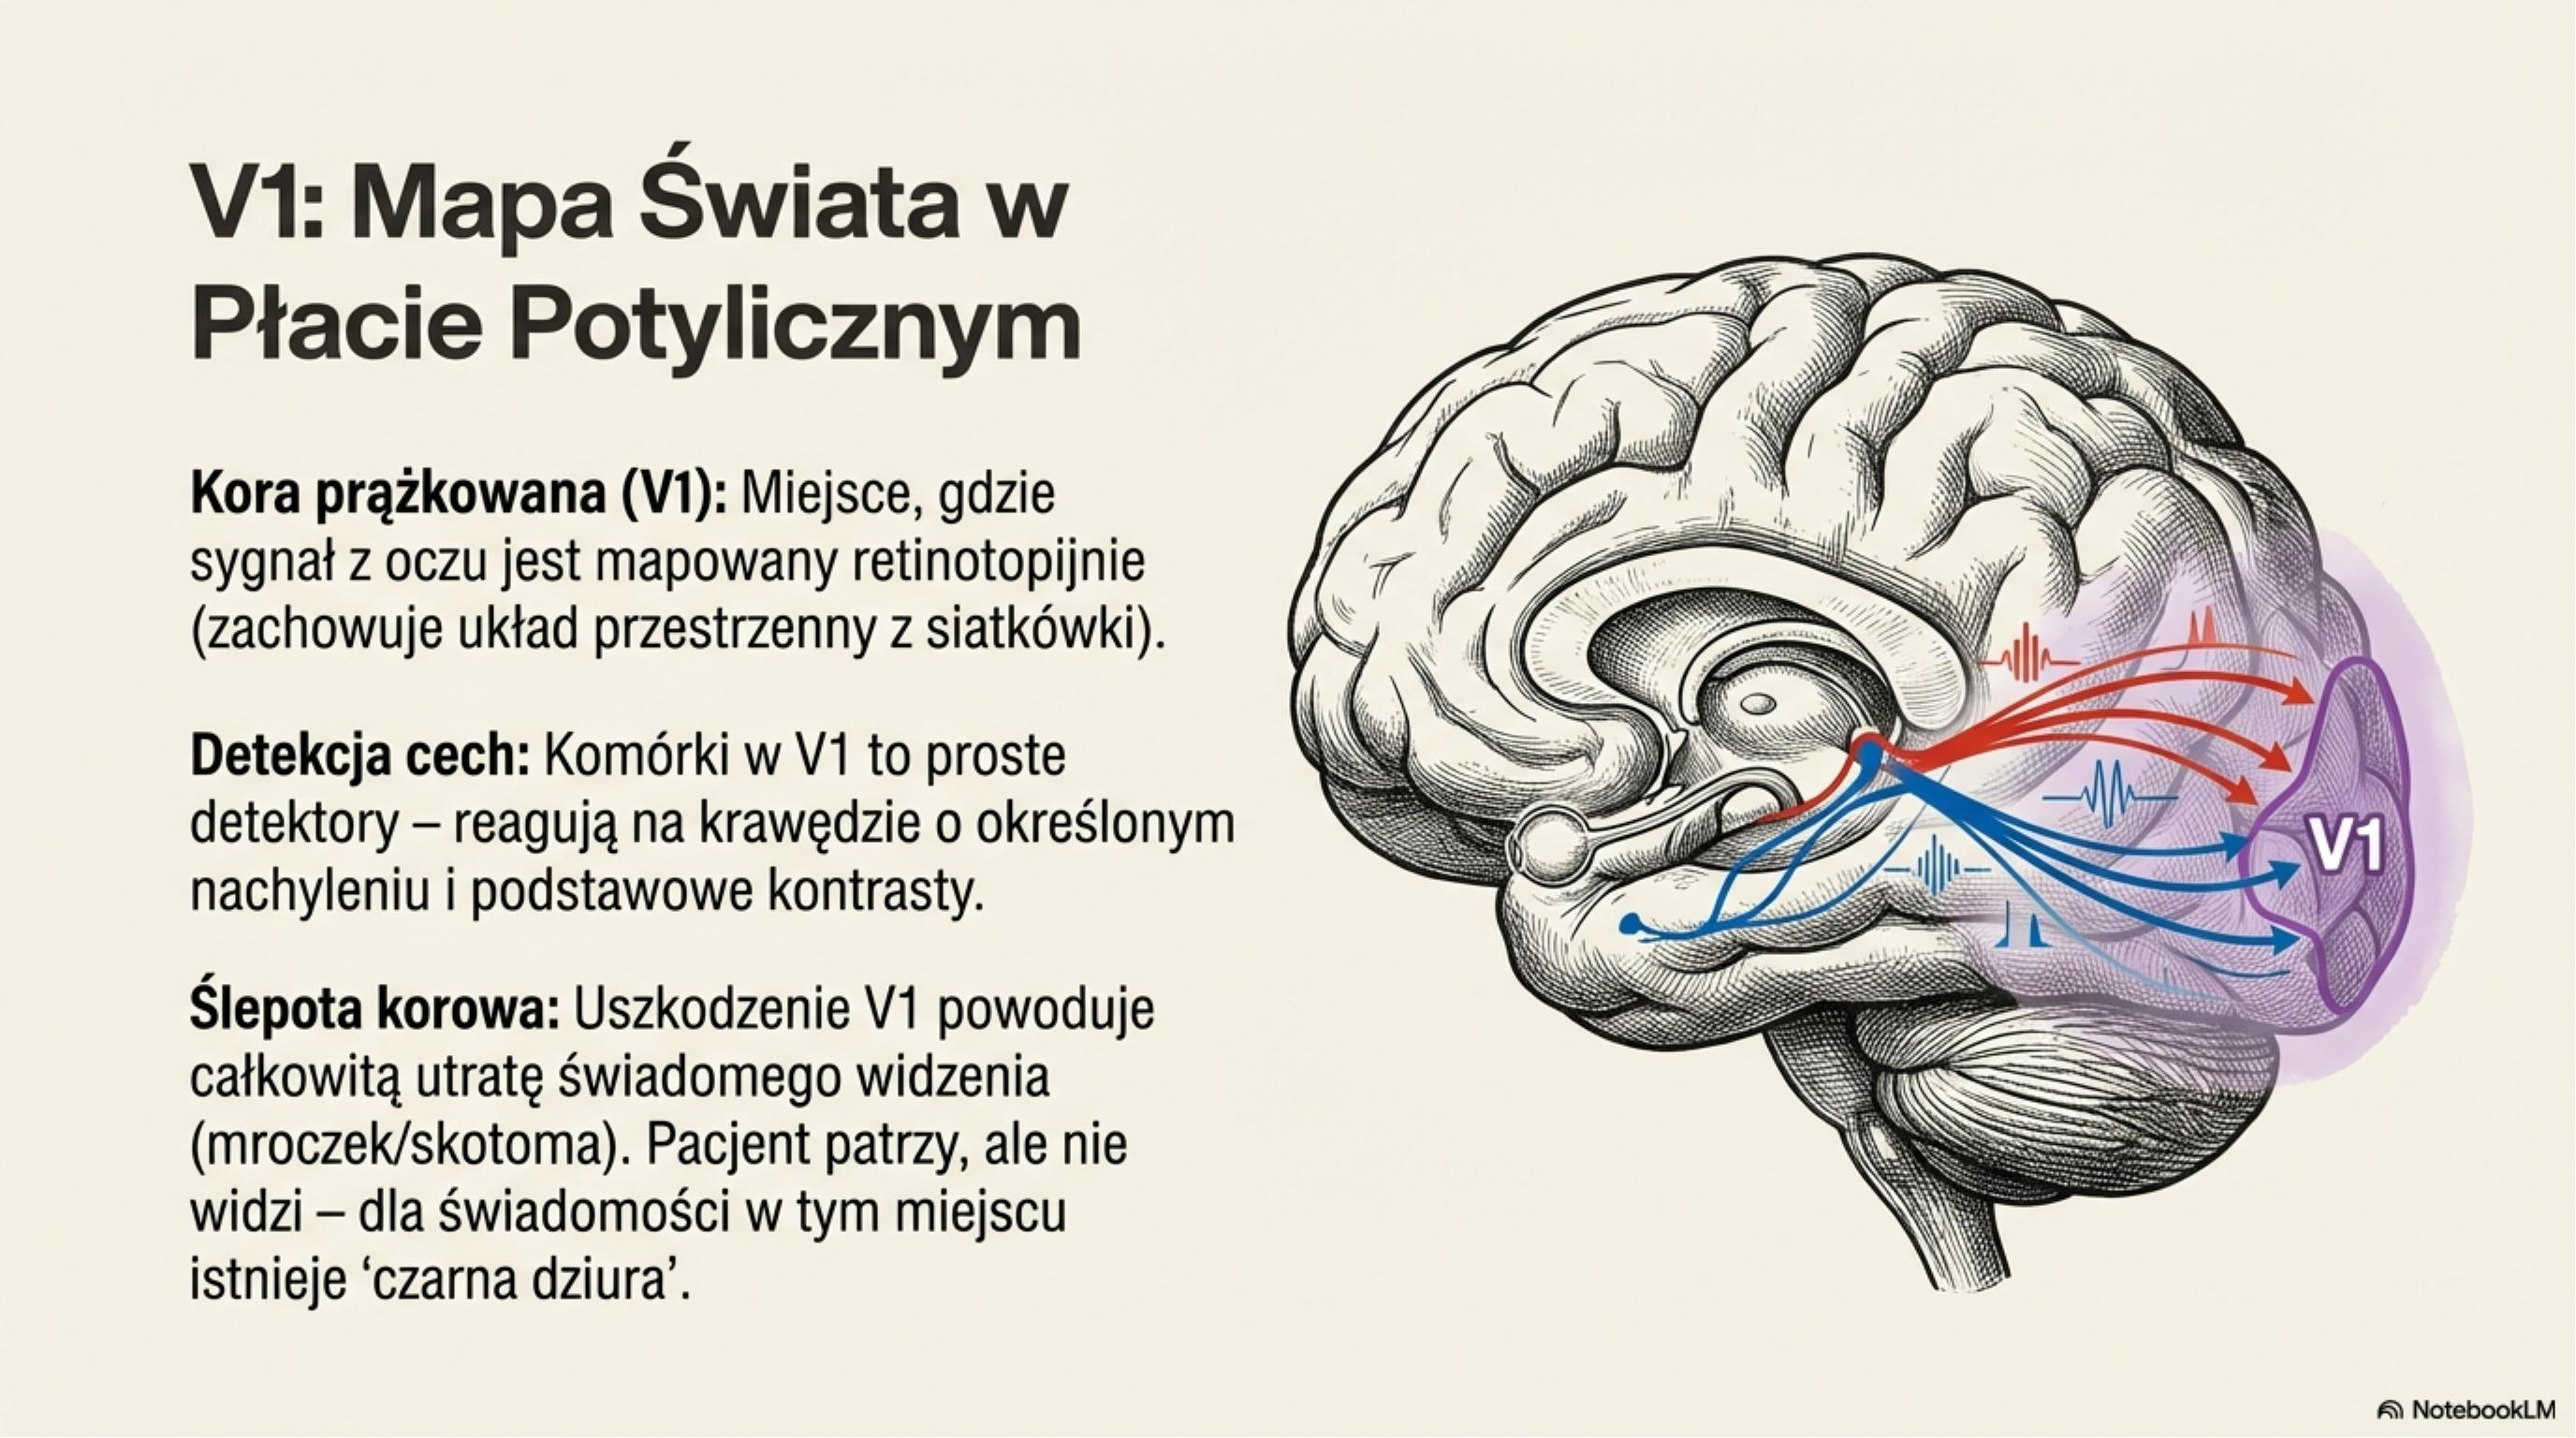 V1: Mapa Świata w
Płacie Potylicznym
Kora prążkowana (V1): Miejsce, gdzie
sygnał z oczu jest mapowany retinotopijnie
(zachowuje układ przestrzenny z siatkówki).
Detekcja cech: Komórki w V1 to proste
detektory – reagują na krawędzie o określonym
nachyleniu i podstawowe kontrasty.
Ślepota korowa: Uszkodzenie V1 powoduje
całkowitą utratę świadomego widzenia
(mroczek/skotoma). Pacjent patrzy, ale nie
widzi – dla świadomości w tym miejscu
istnieje ‘czarna dziura’.
V1
NotebookLM